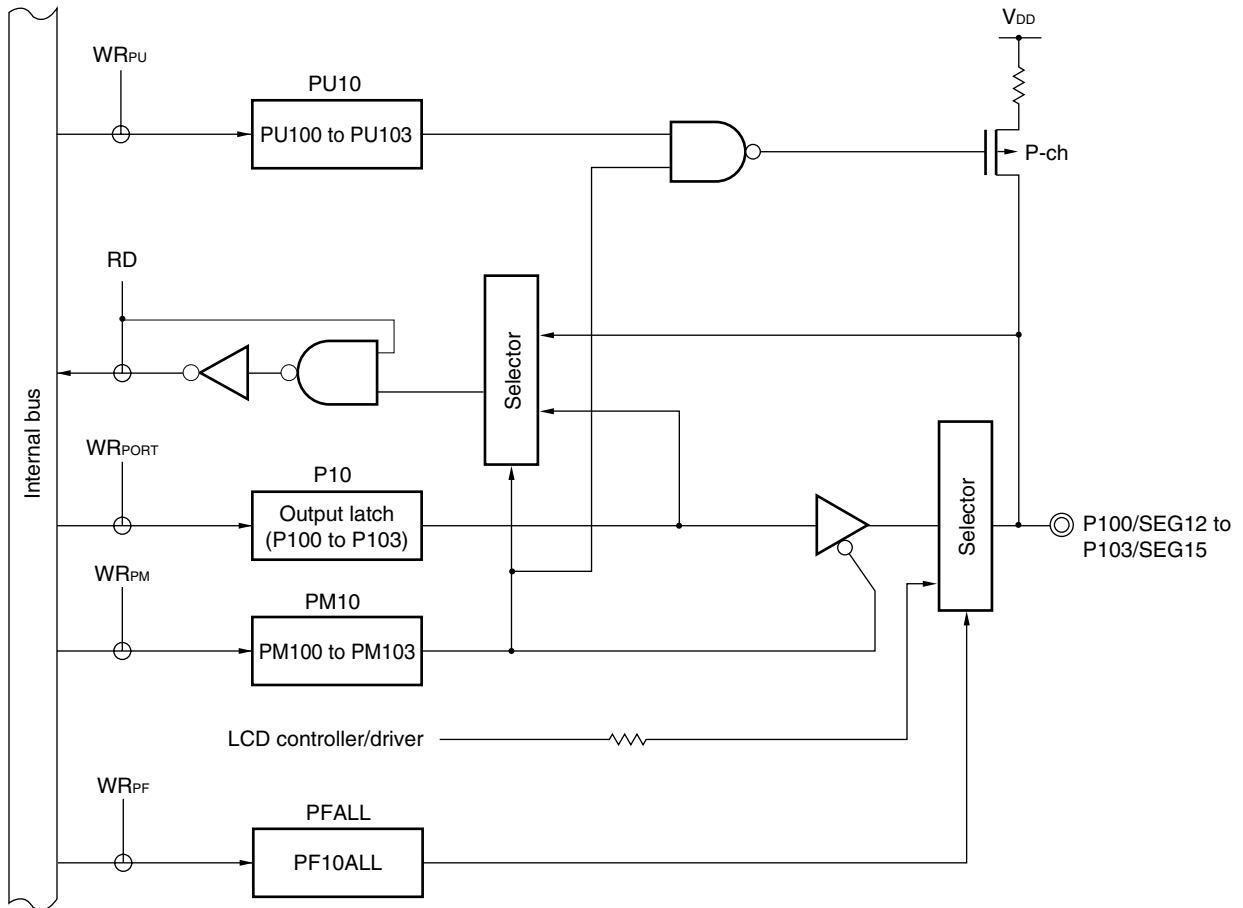 VDD
WRPU
PU10
PU100 to PU103
P-ch
RD
Selector
Internal bus
WRPORT
P10
Output latch
(P100 to P103)
Selector
P100/SEG12 to
P103/SEG15
WRPM
PM10
PM100 to PM103
LCD controller/driver
WRPF
PFALL
PF10ALL